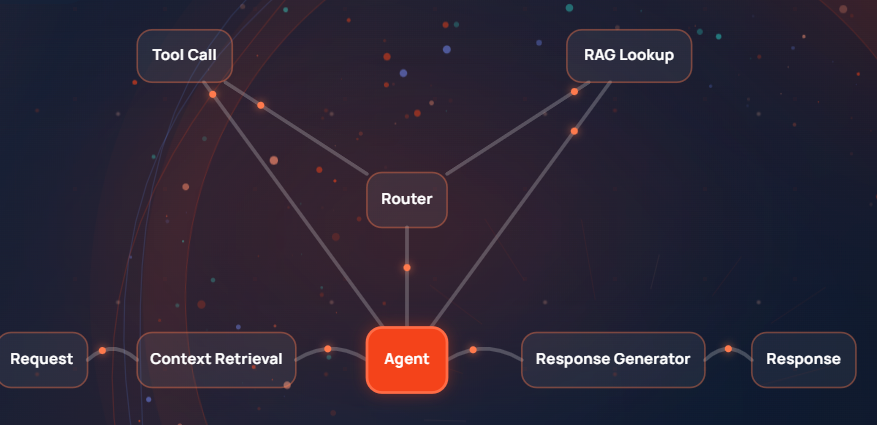 Tool Call
RAG Lookup
Router
Request
Context Retrieval
Agent
Response Generator
Response